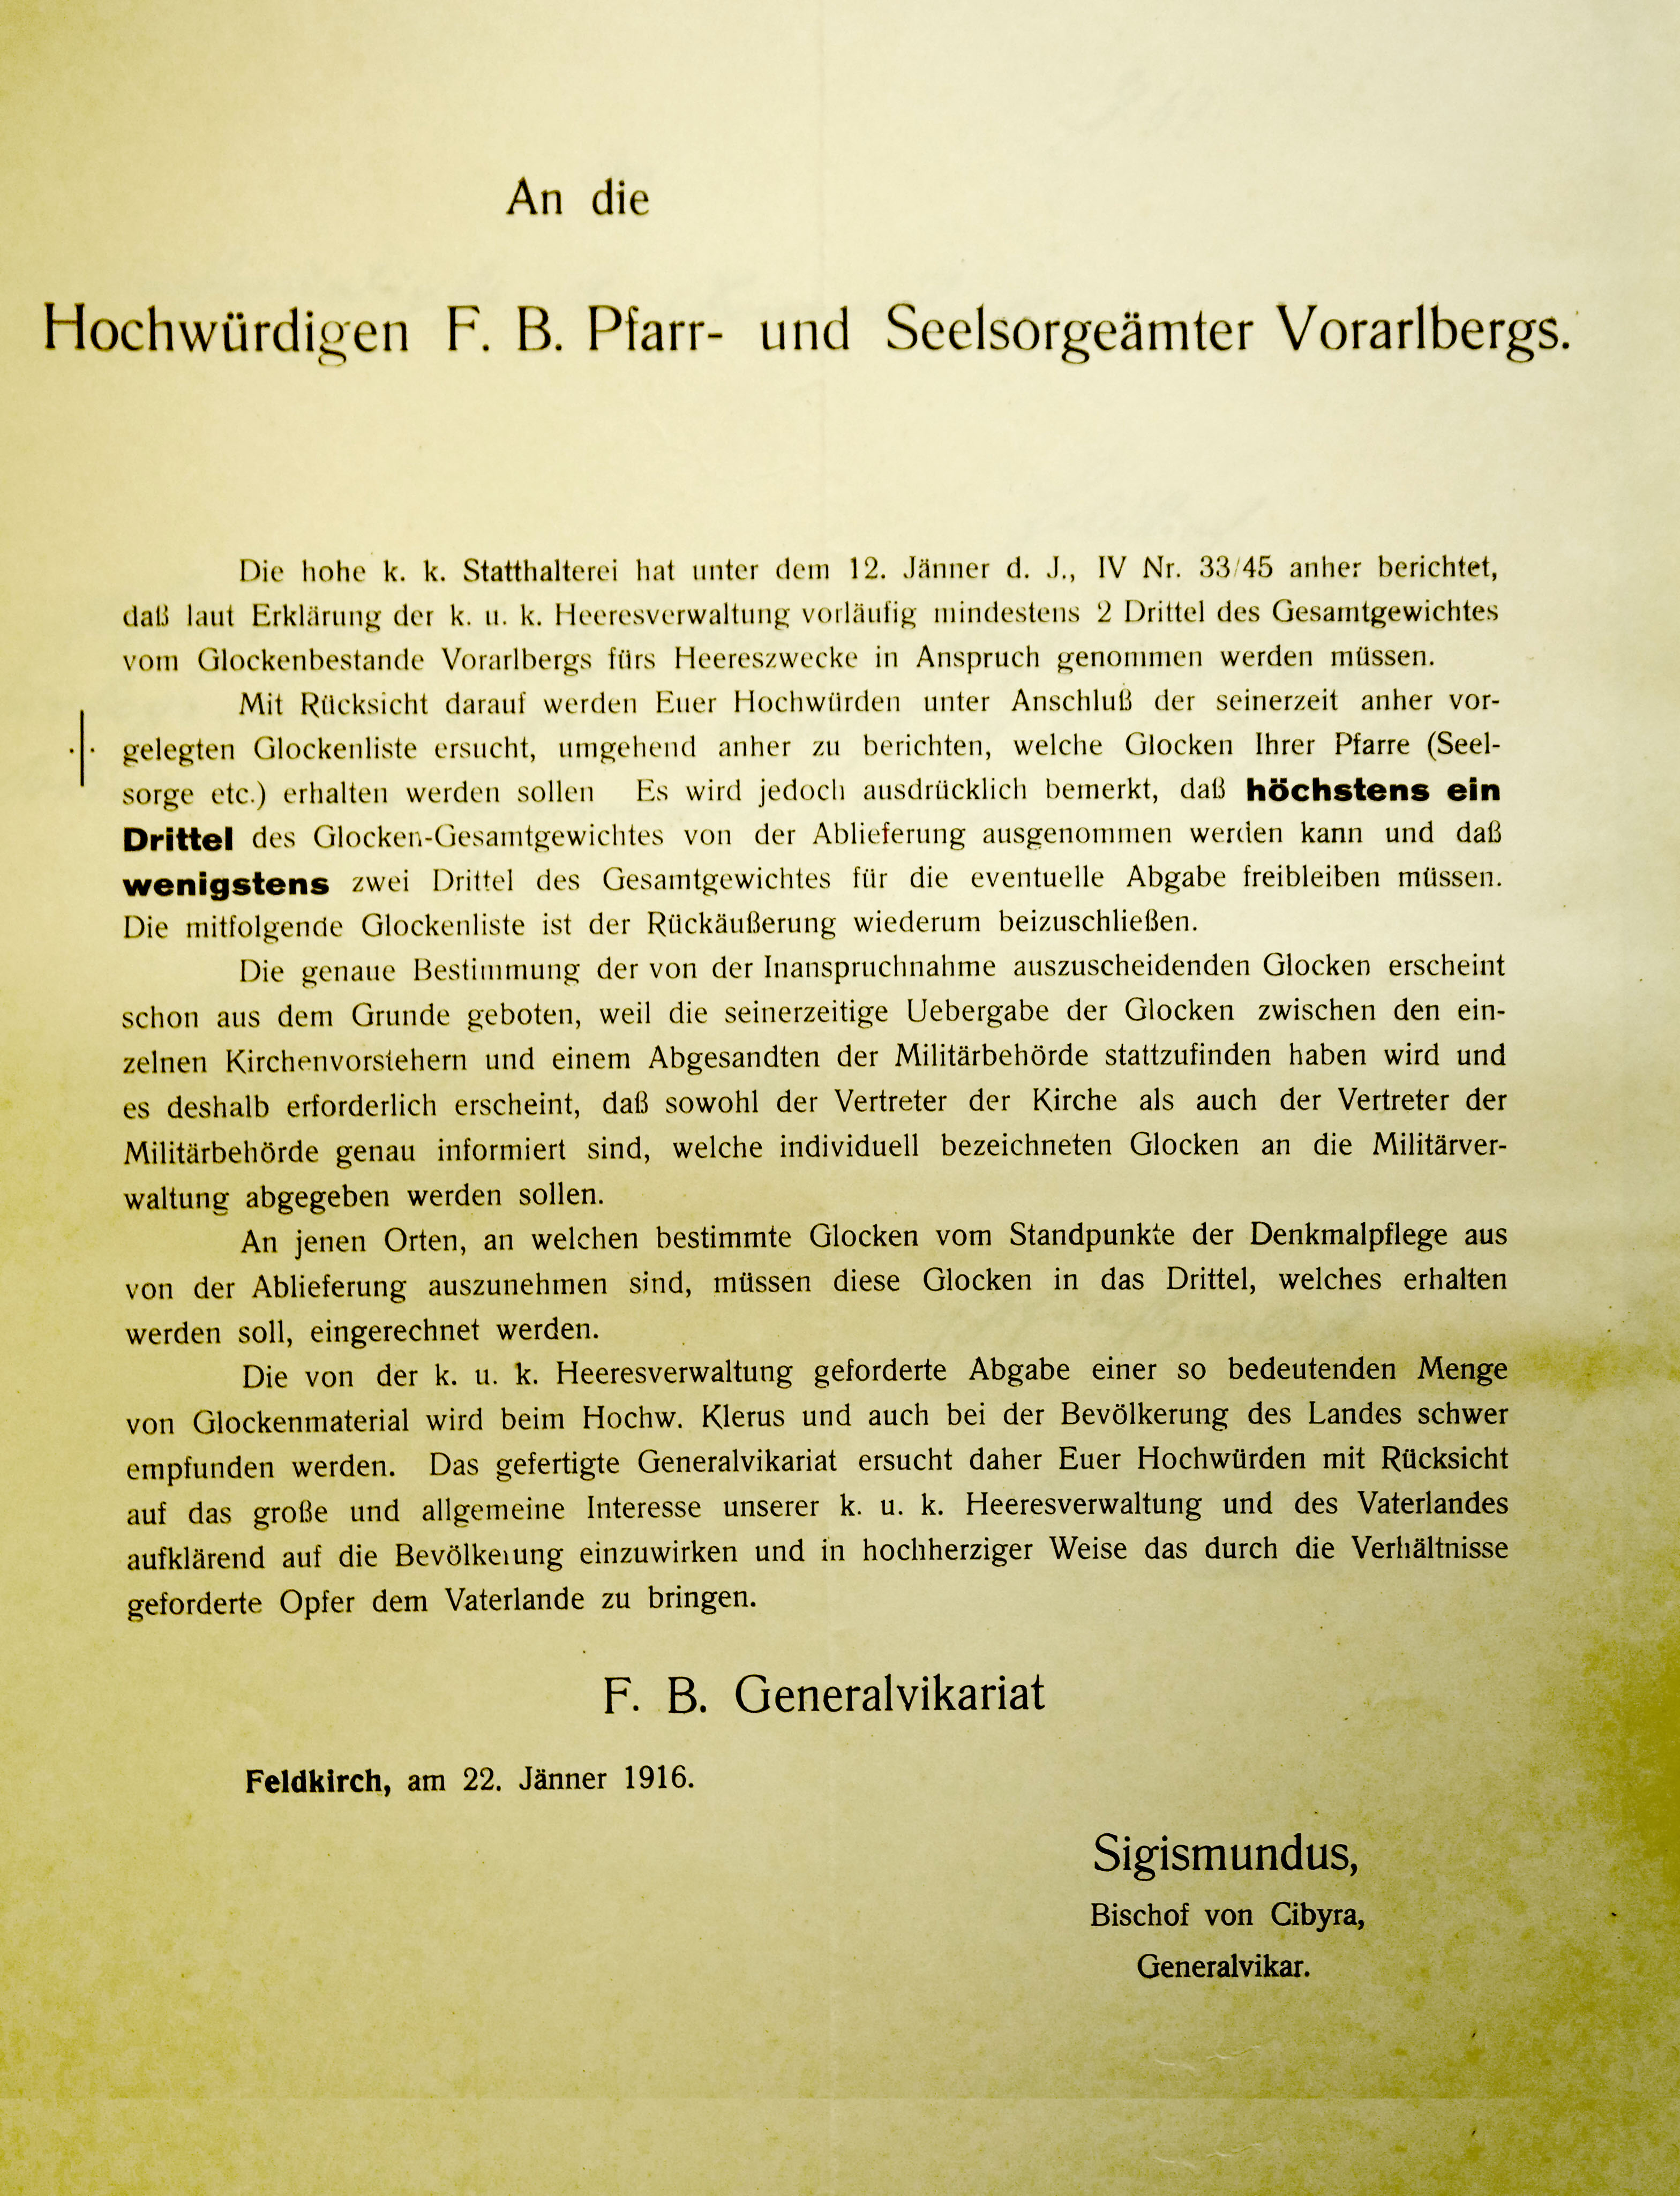 An die
Hochwürdigen F. B. Pfarr- und Seelsorgeämter Vorarlbergs.
Die hohe k. k. Statthalterei hat unter dem 12. Jänner d. J., IV Nr. 33/45 anher berichtet,
daß laut Erklärung der k. u. k. Heeresverwaltung vorläufig mindestens 2 Drittel des Gesamtgewichtes
vom Glockenbestande Vorarlbergs fürs Heereszwecke in Anspruch genommen werden müssen.
Mit Rücksicht darauf werden Euer Hochwürden unter Anschluß der seinerzeit anher vor-
gelegten Glockenliste ersucht, umgehend anher zu berichten, welche Glocken Ihrer Pfarre (Seel-
sorge etc.) erhalten werden sollen Es wird jedoch ausdrücklich bemerkt, daß höchstens ein
Drittel des Glocken-Gesamtgewichtes von der Ablieferung ausgenommen werden kann und daß
wenigstens zwei Drittel des Gesamtgewichtes für die eventuelle Abgabe freibleiben müssen.
Die mitfolgende Glockenliste ist der Rückäußerung wiederum beizuschließen.
Die genaue Bestimmung der von der Inanspruchnahme auszuscheidenden Glocken erscheint
schon aus dem Grunde geboten, weil die seinerzeitige Uebergabe der Glocken zwischen den ein-
zelnen Kirchenvorstehern und einem Abgesandten der Militärbehörde stattzufinden haben wird und
es deshalb erforderlich erscheint, daß sowohl der Vertreter der Kirche als auch der Vertreter der
Militärbehörde genau informiert sind, welche individuell bezeichneten Glocken an die Militärver-
waltung abgegeben werden sollen.
An jenen Orten, an welchen bestimmte Glocken vom Standpunkte der Denkmalpflege aus
von der Ablieferung auszunehmen sind, müssen diese Glocken in das Drittel, welches erhalten
werden soll, eingerechnet werden.
Die von der k. u. k. Heeresverwaltung geforderte Abgabe einer so bedeutenden Menge
von Glockenmaterial wird beim Hochw. Klerus und auch bei der Bevölkerung des Landes schwer
empfunden werden. Das gefertigte Generalvikariat ersucht daher Euer Hochwürden mit Rücksicht
auf das große und allgemeine Interesse unserer k. u. k. Heeresverwaltung und des Vaterlandes
aufklärend auf die Bevölkerung einzuwirken und in hochherziger Weise das durch die Verhältnisse
geforderte Opfer dem Vaterlande zu bringen.
F. B. Generalvikariat
Feldkirch, am 22. Jänner 1916.
Sigismundus,
Bischof von Cibyra,
Generalvikar.